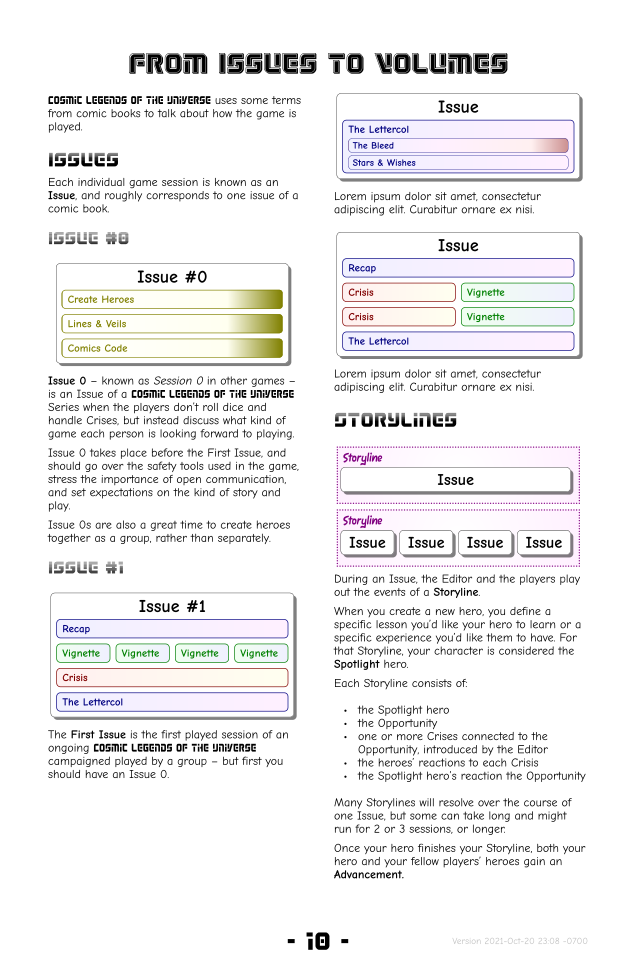 FROM ISSUES TO VOLUMES
COSMIC LEGENDS OF THE UNIVERSE uses some terms
from comic books to talk about how the game is
played.
ISSUES
Each individual game session is known as an
Issue, and roughly corresponds to one issue of a
comic book.
ISSUE #0
Issue #0
Create Heroes
Lines & Veils
Comics Code
Issue 0 – known as Session 0 in other games –
is an Issue of a COSMIC LEGENDS OF THE UNIVERSE
Series when the players don't roll dice and
handle Crises, but instead discuss what kind of
game each person is looking forward to playing.
Issue 0 takes place before the First Issue, and
should go over the safety tools used in the game,
stress the importance of open communication,
and set expectations on the kind of story and
play.
Issue 0s are also a great time to create heroes
together as a group, rather than separately.
ISSUE #1
Issue #1
Recap
Vignette Vignette Vignette Vignette
Crisis
The Lettercol
The First Issue is the first played session of an
ongoing COSMIC LEGENDS OF THE UNIVERSE
campaigned played by a group – but first you
should have an Issue 0.
Issue
The Lettercol
The Bleed
Stars & Wishes
Lorem ipsum dolor sit amet, consectetur
adipiscing elit. Curabitur ornare ex nisi.
Issue
Recap
Crisis Vignette
Crisis Vignette
The Lettercol
Lorem ipsum dolor sit amet, consectetur
adipiscing elit. Curabitur ornare ex nisi.
STORYLINES
Storyline
Issue
Storyline
Issue Issue Issue Issue
During an Issue, the Editor and the players play
out the events of a Storyline.
When you create a new hero, you define a
specific lesson you'd like your hero to learn or a
specific experience you'd like them to have. For
that Storyline, your character is considered the
Spotlight hero.
Each Storyline consists of:
• the Spotlight hero
• the Opportunity
• one or more Crises connected to the
Opportunity, introduced by the Editor
• the heroes' reactions to each Crisis
• the Spotlight hero's reaction the Opportunity
Many Storylines will resolve over the course of
one Issue, but some can take long and might
run for 2 or 3 sessions, or longer.
Once your hero finishes your Storyline, both your
hero and your fellow players' heroes gain an
Advancement.
- 10 -
Version 2021-Oct-20 23:08 -0700